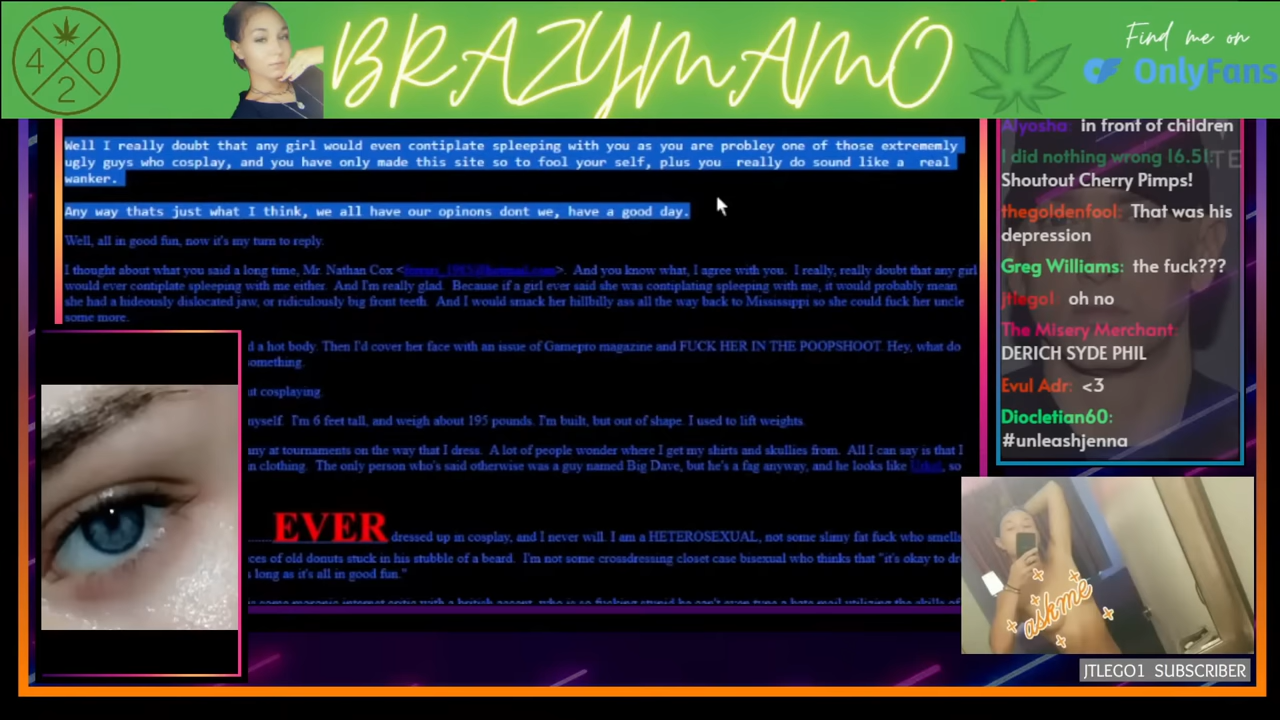 420
BRAZYMAMO
Find me on
OnlyFans
Well I really doubt that any girl would even contiplate spleeping with you as you are probley one of those extrememly
ugly guys who cosplay, and you have only made this site so to fool your self, plus you really do sound like a real
wanker.
Any way thats just what I think, we all have our opinons dont we, have a good day.
Well, all in good fun, now it's my turn to reply.
I thought about what you said a long time, Mr. Nathan Cox < >. And you know what, I agree with you. I really, really doubt that any girl
would ever contiplate spleeping with me either. And I'm really glad. Because if a girl ever said she was contiplating spleeping with me, it would probably mean
she had a hideously dislocated jaw, or ridiculously big front teeth. And I would smack her hillbilly ass all the way back to Mississippi so she could fuck her uncle
some more.
d a hot body. Then I'd cover her face with an issue of Gamepro magazine and FUCK HER IN THE POOPSHOOT. Hey, what do
omething.
ut cosplaying.
myself. I'm 6 feet tall, and weigh about 195 pounds. I'm built, but out of shape. I used to lift weights.
any at tournaments on the way that I dress. A lot of people wonder where I get my shirts and skullies from. All I can say is that I
n clothing. The only person who's said otherwise was a guy named Big Dave, but he's a fag anyway, and he looks like so
EVER dressed up in cosplay, and I never will. I am a HETEROSEXUAL, not some slimy fat fuck who smells
ces of old donuts stuck in his stubble of a beard. I'm not some crossdressing closet case bisexual who thinks that "it's okay to dr
long as it's all in good fun."
Alyosha: in front of children
I did nothing wrong 16.5l:
Shoutout Cherry Pimps!
thegoldenfool: That was his
depression
Greg Williams: the fuck???
jtlego1 oh no
The Misery Merchant:
DERICH SYDE PHIL
Evul Adr: <3
Diocletian60:
#unleashjenna
ask me
JTLEGO1 SUBSCRIBER